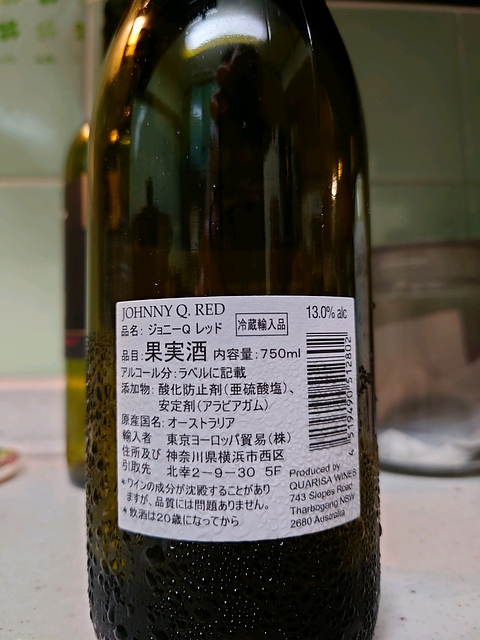 JOHNNY Q. RED
13.0% alc
品名: ジョニーQ レッド
冷蔵輸入品
品目: 果実酒 内容量: 750ml
アルコール分: ラベルに記載
添加物: 酸化防止剤(亜硫酸塩)、
安定剤(アラビアガム)
原産国名: オーストラリア
輸入者 東京ヨーロッパ貿易(株)
住所及び 神奈川県横浜市西区
引取先 北幸2-9-30 5F
*ワインの成分が沈殿することがあり
ますが、品質には問題ありません。
*飲酒は20歳になってから
4 519490 512802
Produced by
QUARISA WINES
743 Slopes Road
Tharbogang NSW
2680 Australia